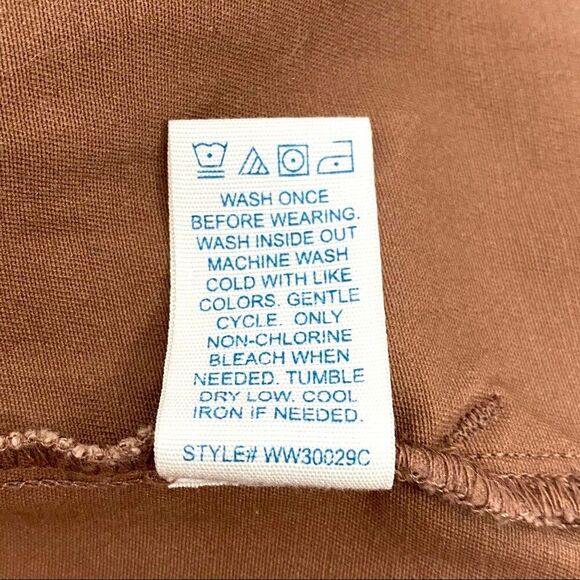 WASH ONCE
BEFORE WEARING.
WASH INSIDE OUT
MACHINE WASH
COLD WITH LIKE
COLORS. GENTLE
CYCLE. ONLY
NON-CHLORINE
BLEACH WHEN
NEEDED. TUMBLE
DRY LOW. COOL
IRON IF NEEDED.
STYLE# WW30029C